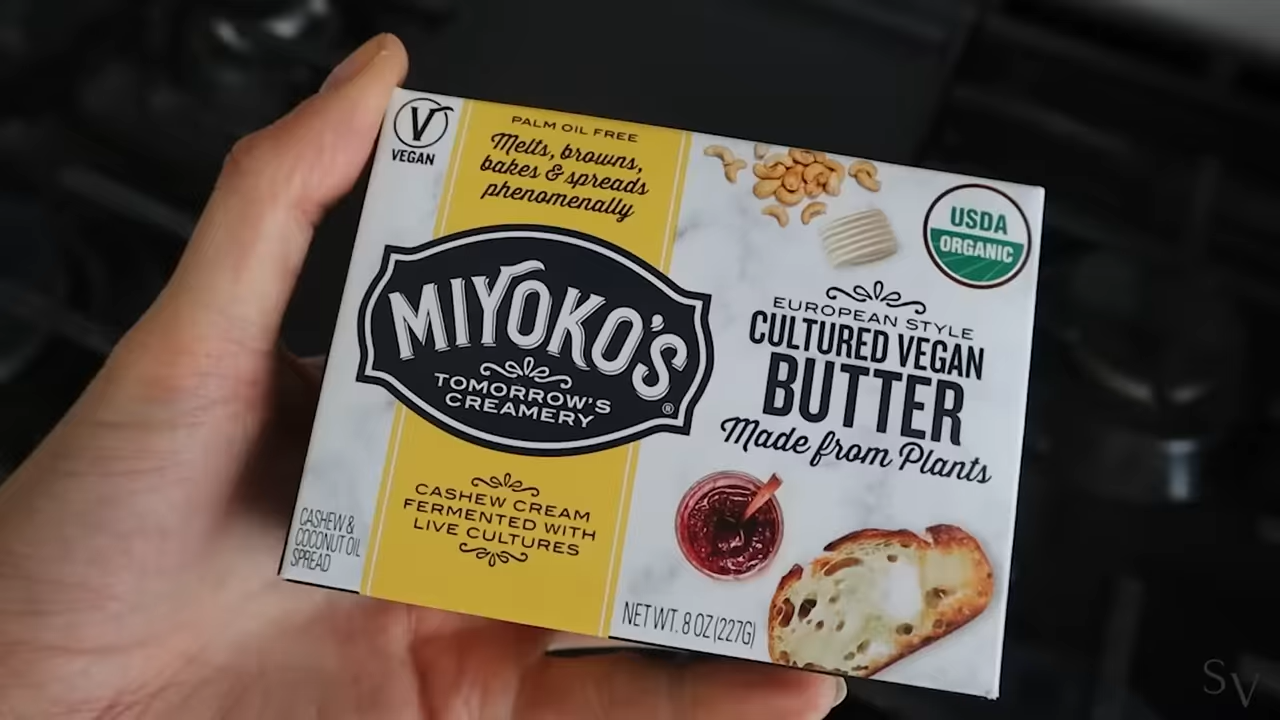 V
VEGAN
PALM OIL FREE
Melts, browns,
bakes & spreads
phenomenally
MIYOKO'S
TOMORROW'S
CREAMERY
®
CASHEW CREAM
FERMENTED WITH
LIVE CULTURES
CASHEW &
COCONUT OIL
SPREAD
USDA
ORGANIC
EUROPEAN STYLE
CULTURED VEGAN
BUTTER
Made from Plants
NET WT. 8 OZ (227G)
SV